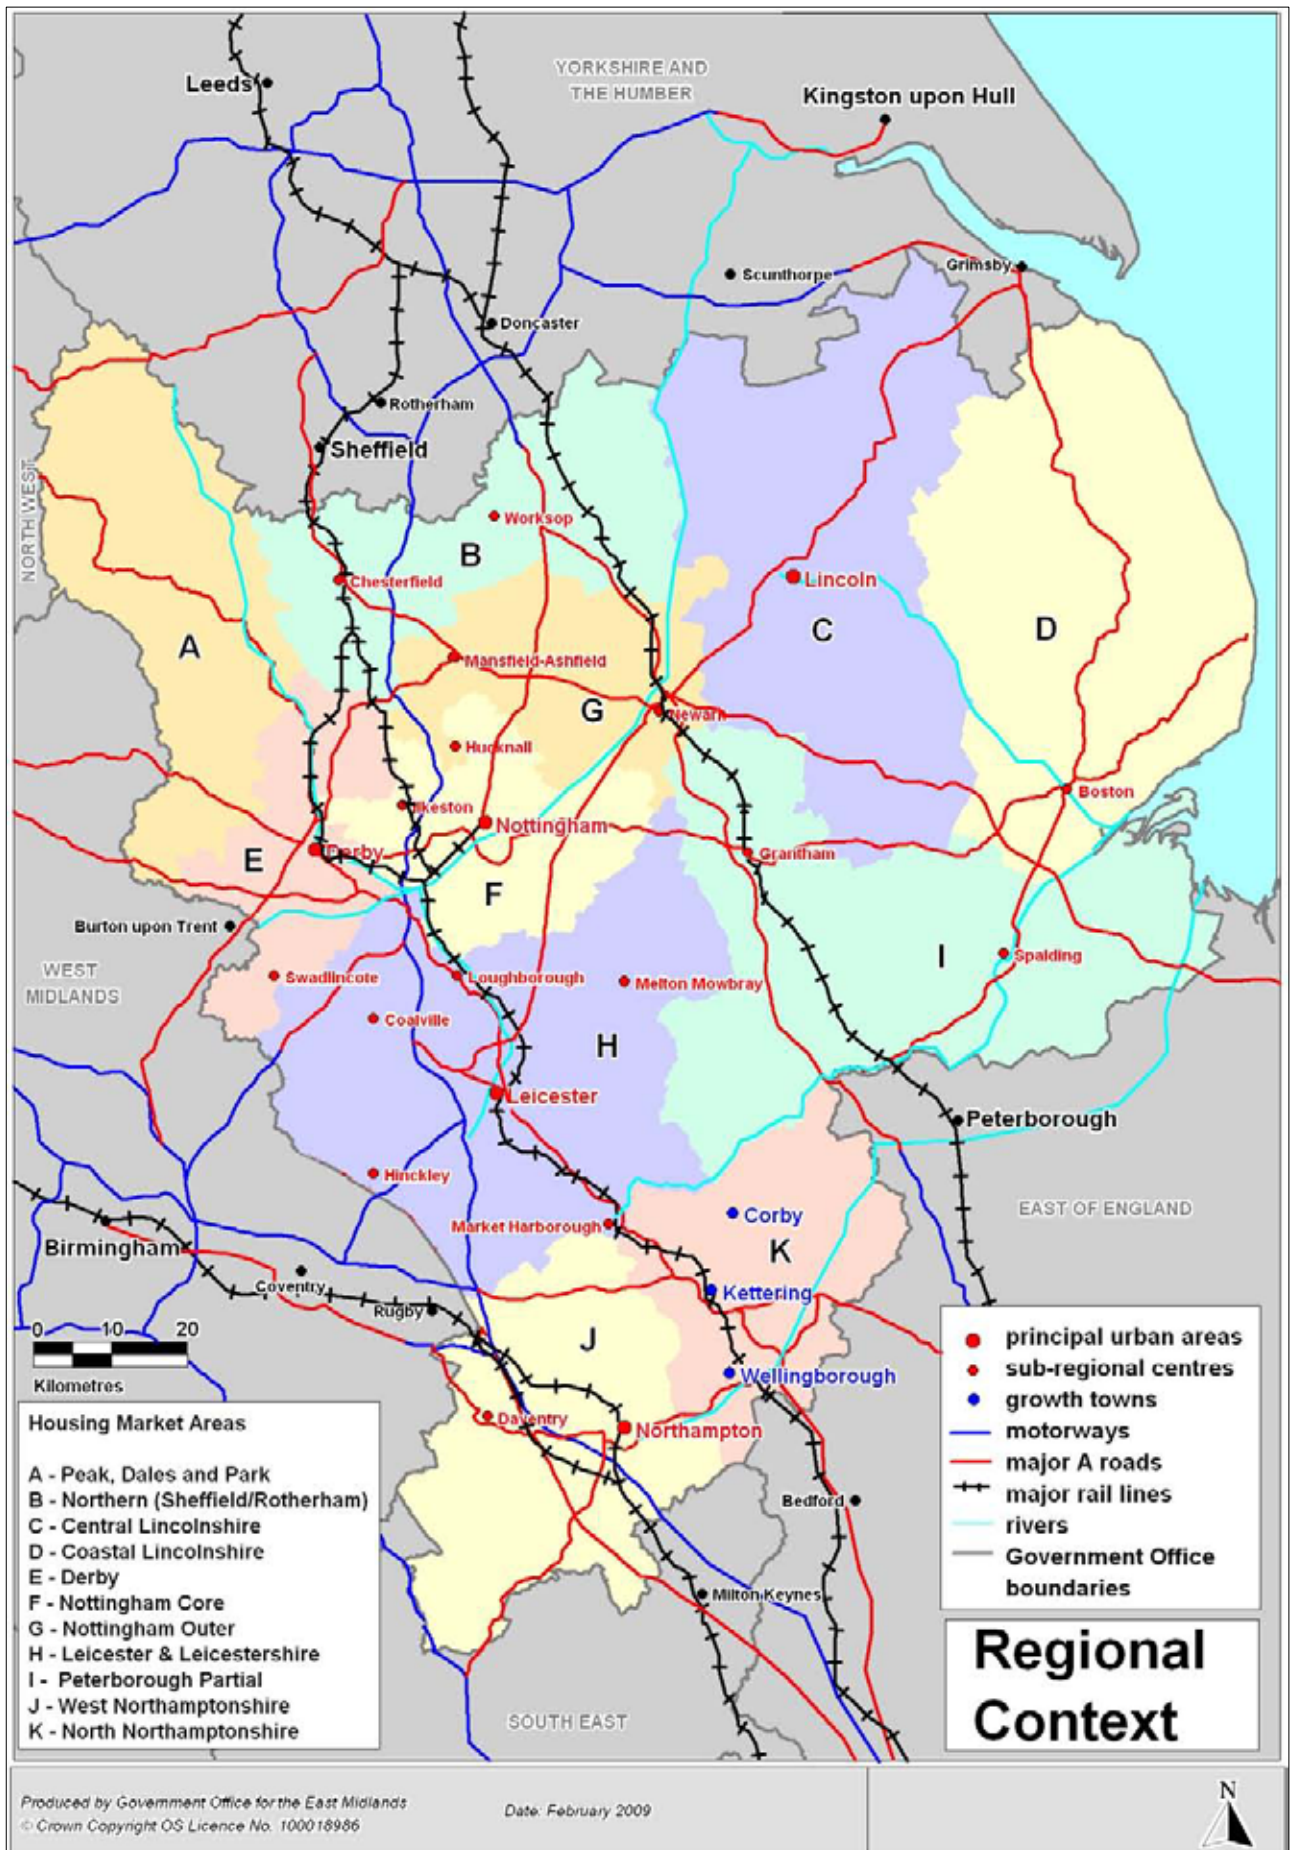 YORKSHIRE AND
THE HUMBER
Leeds
Kingston upon Hull
Scunthorpe
Grimsby
Doncaster
Rotherham
Sheffield
NORTH WEST
Worksop
B
Chesterfield
Lincoln
C
D
A
Mansfield-Ashfield
G
Newark
Hucknall
Ilkeston
Nottingham
Boston
Derby
E
Grantham
F
Burton upon Trent
WEST
MIDLANDS
Swadlincote
Loughborough
Melton Mowbray
I
Spalding
Coalville
H
Leicester
Peterborough
Hinckley
EAST OF ENGLAND
Market Harborough
Corby
K
Birmingham
Coventry
Kettering
Rugby
J
Wellingborough
Daventry
Northampton
Bedford
Milton Keynes
SOUTH EAST
0 10 20
Kilometres
Housing Market Areas
A - Peak, Dales and Park
B - Northern (Sheffield/Rotherham)
C - Central Lincolnshire
D - Coastal Lincolnshire
E - Derby
F - Nottingham Core
G - Nottingham Outer
H - Leicester & Leicestershire
I - Peterborough Partial
J - West Northamptonshire
K - North Northamptonshire
principal urban areas
sub-regional centres
growth towns
motorways
major A roads
major rail lines
rivers
Government Office
boundaries
Regional
Context
Produced by Government Office for the East Midlands
© Crown Copyright OS Licence No. 100018986
Date: February 2009
N